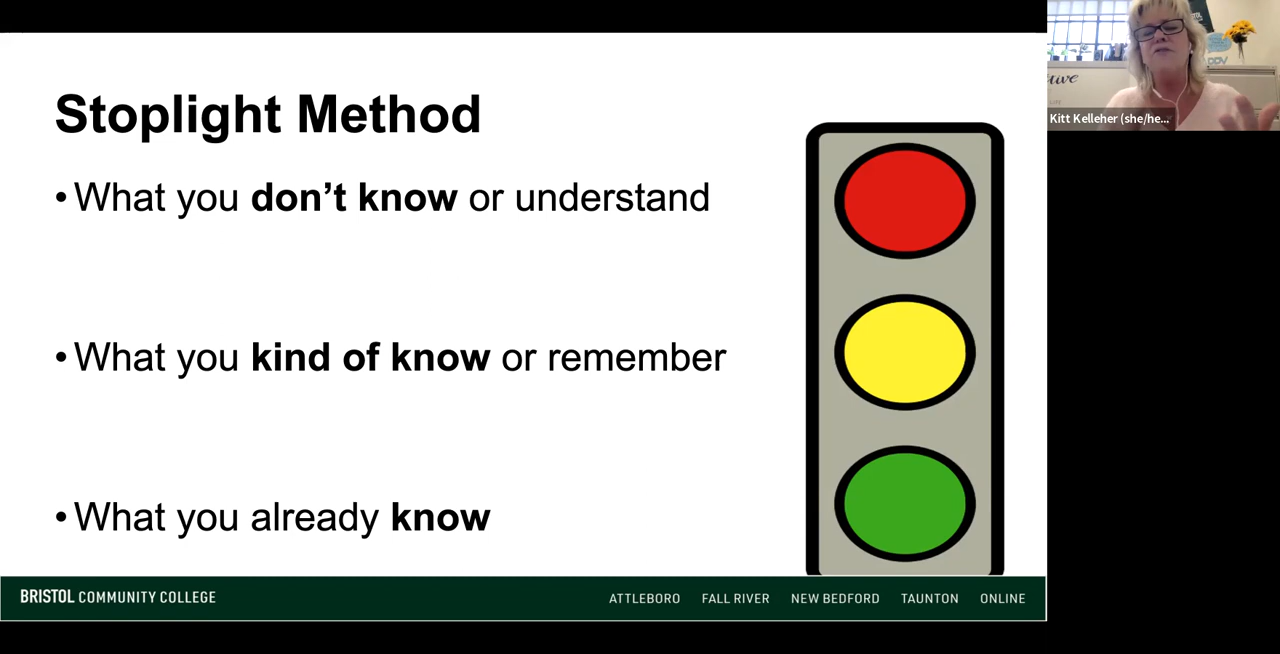 Stoplight Method
• What you don’t know or understand
• What you kind of know or remember
• What you already know
BRISTOL COMMUNITY COLLEGE
ATTLEBORO FALL RIVER NEW BEDFORD TAUNTON ONLINE
Kitt Kelleher (she/he...